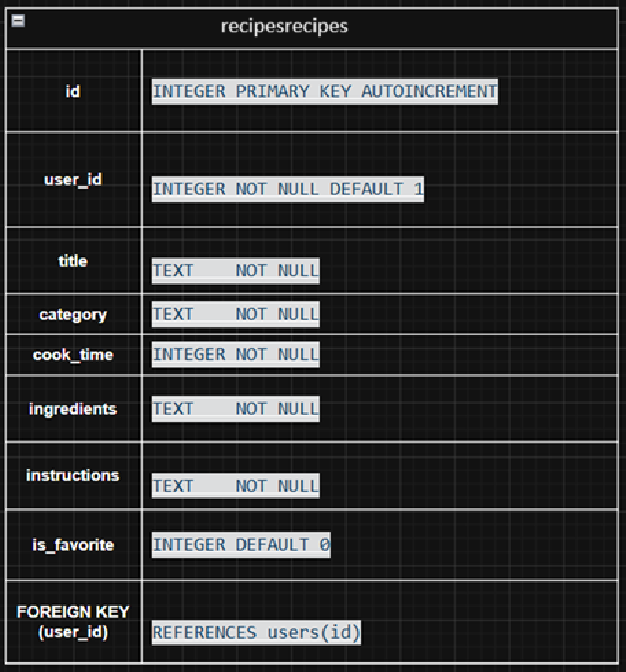 recipesrecipes
id INTEGER PRIMARY KEY AUTOINCREMENT
user_id INTEGER NOT NULL DEFAULT 1
title TEXT    NOT NULL
category TEXT    NOT NULL
cook_time INTEGER NOT NULL
ingredients TEXT    NOT NULL
instructions TEXT    NOT NULL
is_favorite INTEGER DEFAULT 0
FOREIGN KEY
(user_id) REFERENCES users(id)